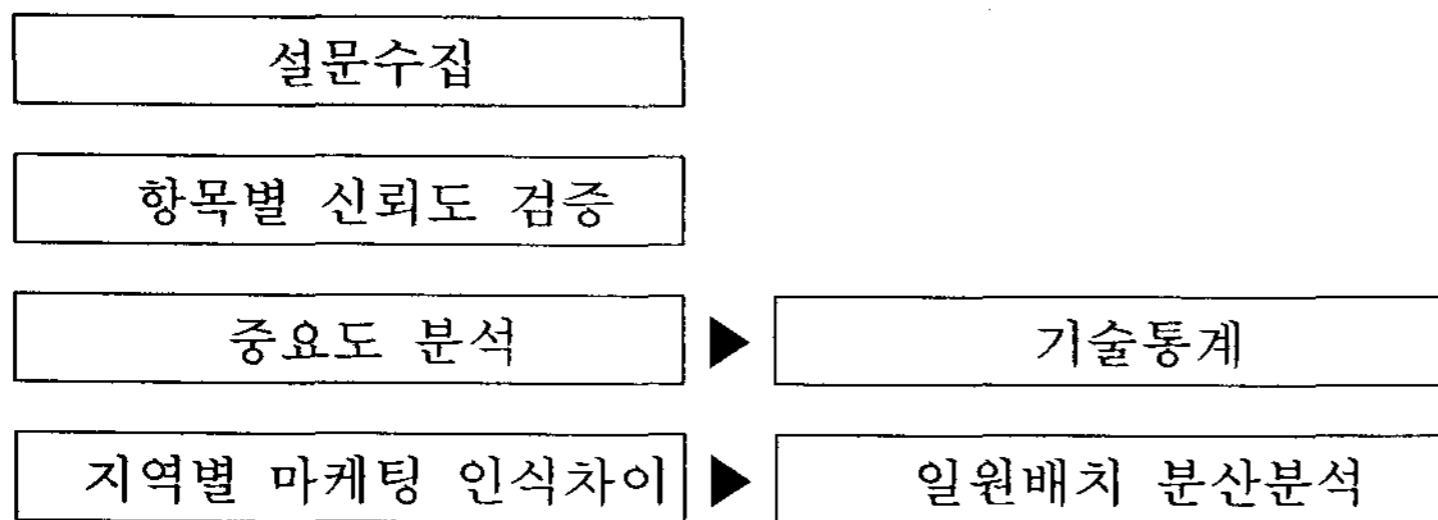 설문수집
항목별 신뢰도 검증
중요도 분석 ▶ 기술통계
지역별 마케팅 인식차이 ▶ 일원배치 분산분석